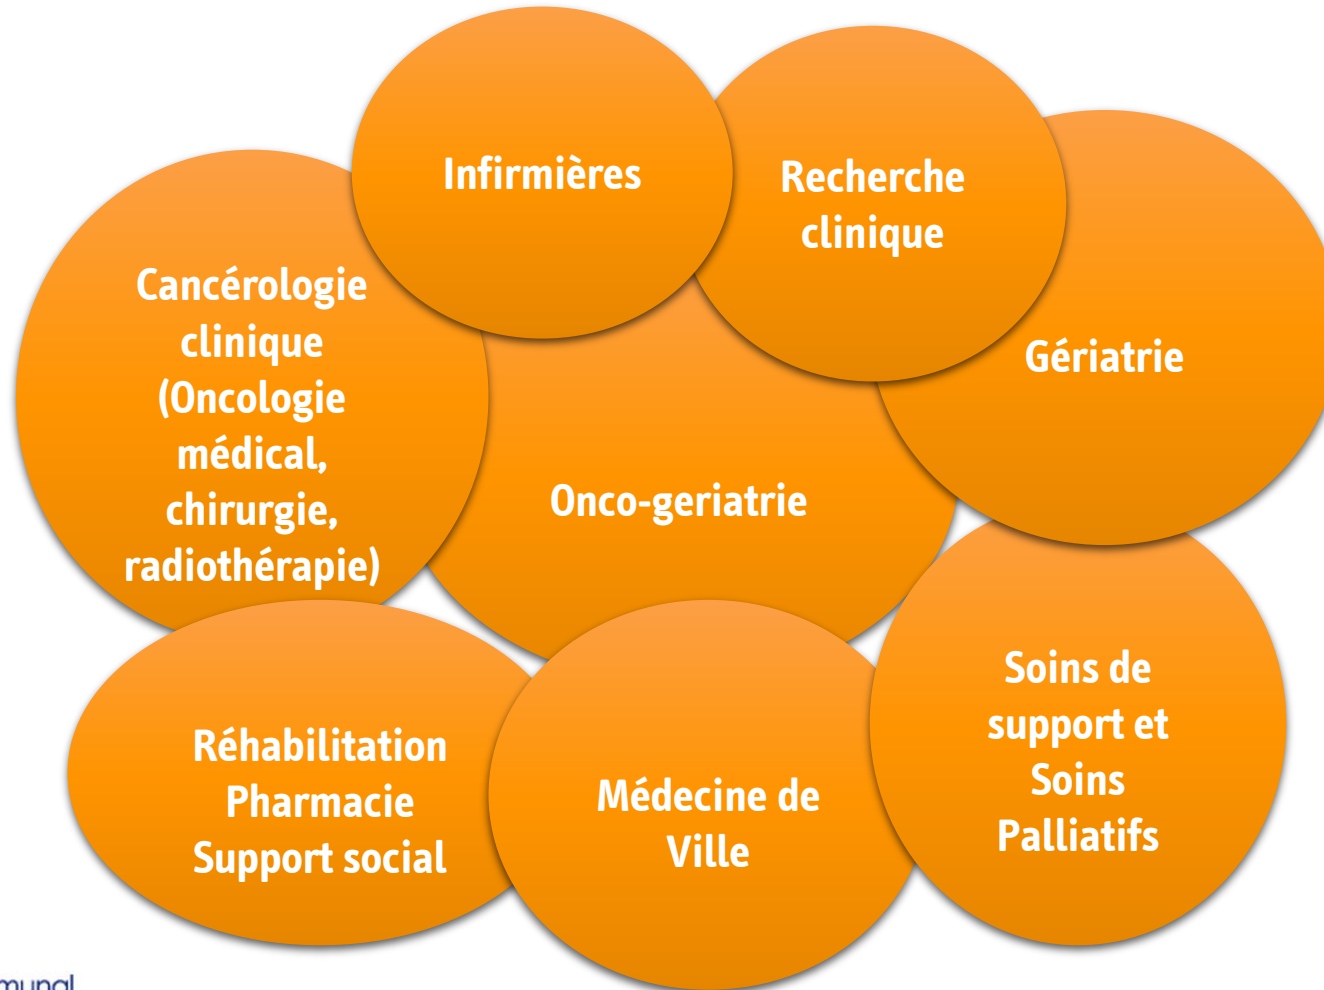 Infirmières
Recherche
clinique
Cancérologie
clinique
(Oncologie
médical,
chirurgie,
radiothérapie)
Gériatrie
Onco-geriatrie
Soins de
support et
Soins
Palliatifs
Réhabilitation
Pharmacie
Support social
Médecine de
Ville